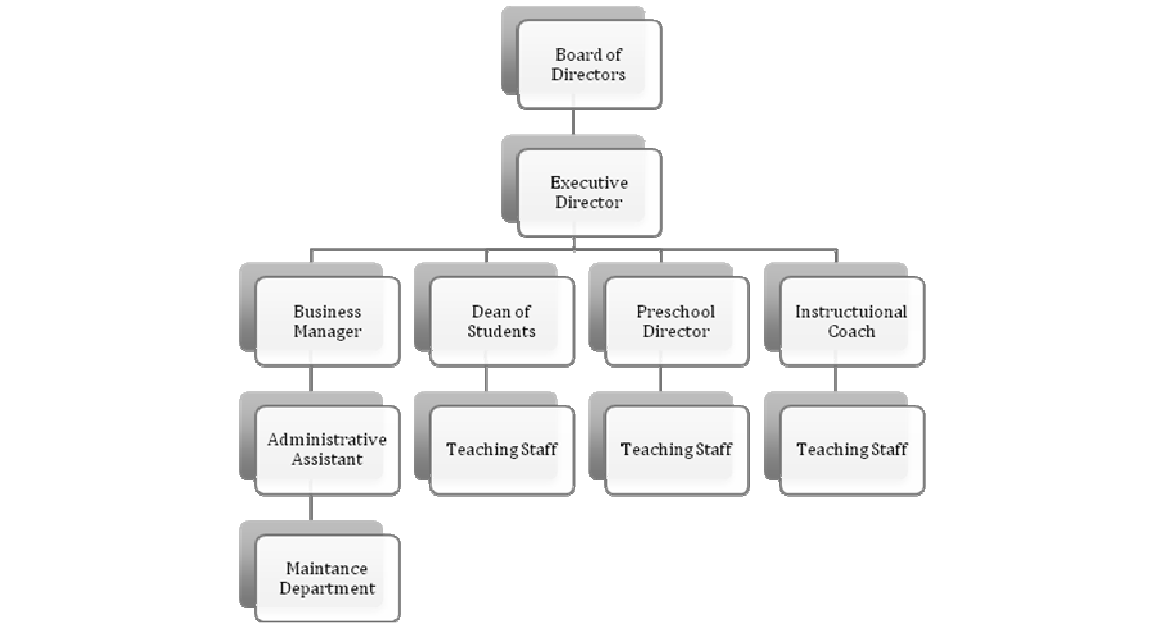 Board of
Directors
Executive
Director
Business
Manager
Dean of
Students
Preschool
Director
Instructuional
Coach
Administrative
Assistant
Teaching Staff
Teaching Staff
Teaching Staff
Maintance
Department